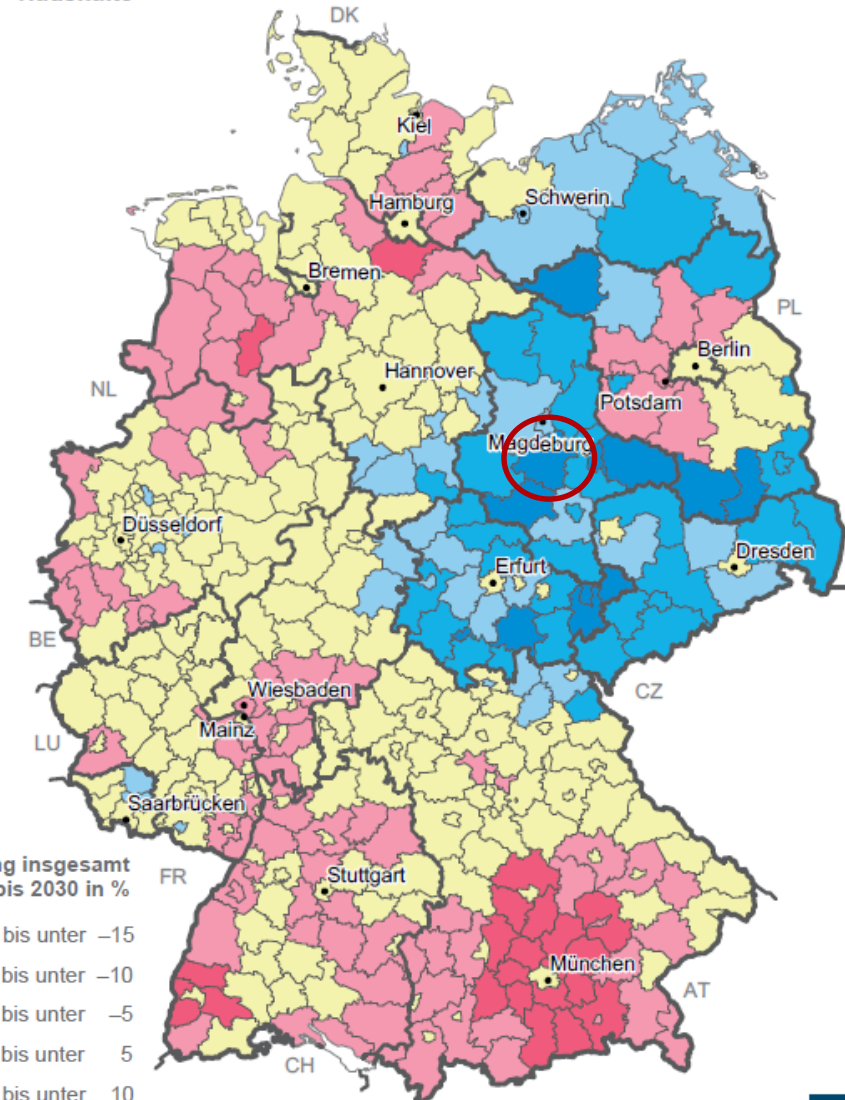 DK
Kiel
Hamburg
Schwerin
Bremen
PL
Berlin
Hannover
NL
Potsdam
Magdeburg
Düsseldorf
Erfurt
Dresden
BE
CZ
Wiesbaden
Mainz
LU
Saarbrücken
insgesamt
bis 2030 in %
FR
Stuttgart
bis unter –15
bis unter –10
München
bis unter –5
AT
bis unter 5
CH
bis unter 10